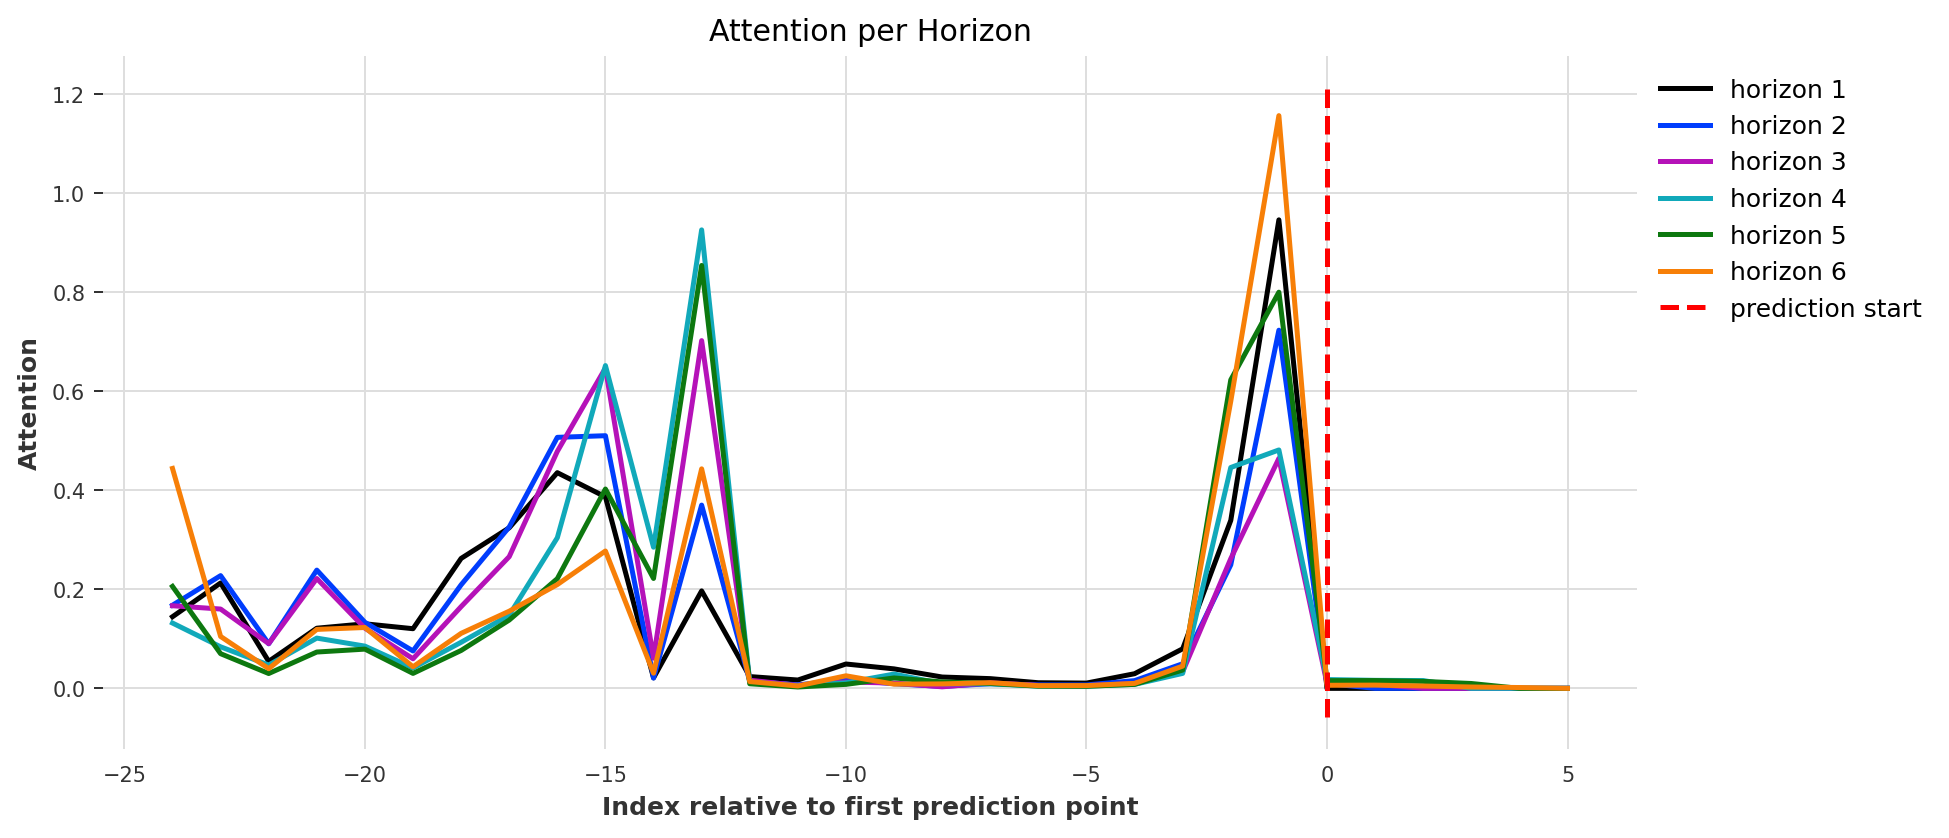 Attention per Horizon
1.2
1.0
0.8
0.6
0.4
0.2
0.0
Attention
−25
−20
−15
−10
−5
0
5
Index relative to first prediction point
horizon 1
horizon 2
horizon 3
horizon 4
horizon 5
horizon 6
prediction start